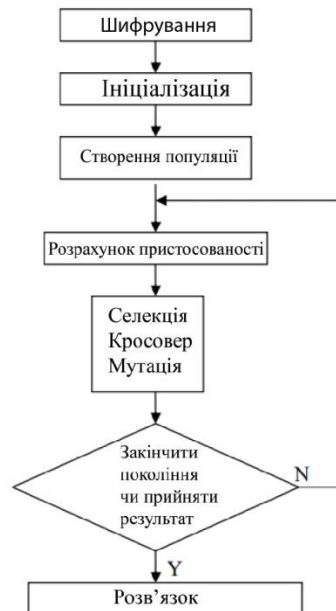 Шифрування
Ініціалізація
Створення популяції
Розрахунок пристосованості
Селекція
Кросовер
Мутація
Закінчити
покоління
чи прийняти
результат
N
Y
Розв’язок